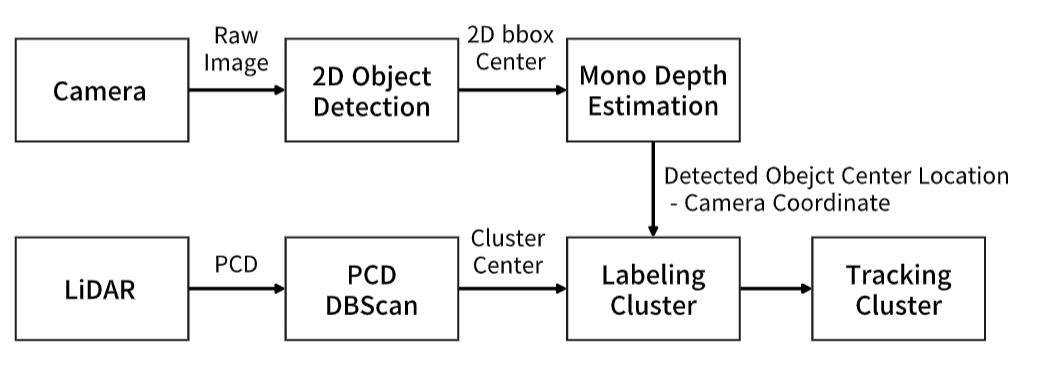 Camera
Raw
Image
2D Object
Detection
2D bbox
Center
Mono Depth
Estimation
Detected Obejct Center Location
- Camera Coordinate
LiDAR
PCD
PCD
DBScan
Cluster
Center
Labeling
Cluster
Tracking
Cluster